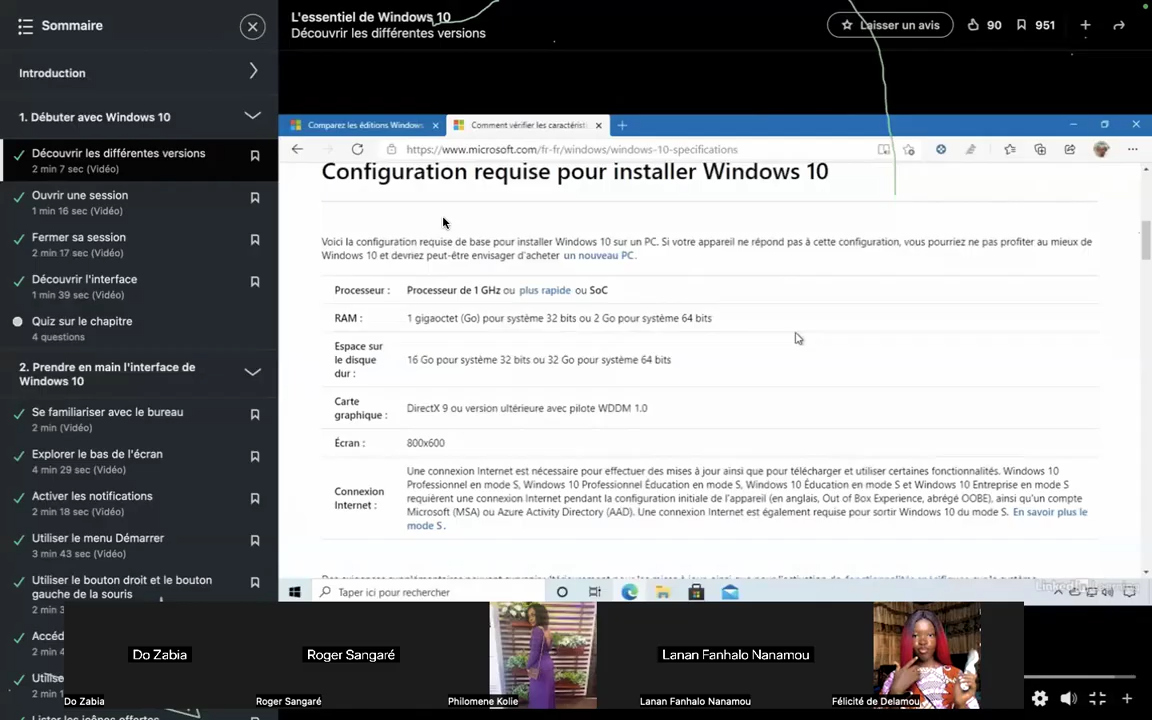 Sommaire
Introduction
1. Débuter avec Windows 10
Découvrir les différentes versions
2 min 7 sec (Vidéo)
Ouvrir une session
1 min 16 sec (Vidéo)
Fermer sa session
2 min 17 sec (Vidéo)
Découvrir l'interface
1 min 39 sec (Vidéo)
Quiz sur le chapitre
4 questions
2. Prendre en main l'interface de
Windows 10
Se familiariser avec le bureau
2 min (Vidéo)
Explorer le bas de l'écran
4 min 29 sec (Vidéo)
Activer les notifications
2 min 18 sec (Vidéo)
Utiliser le menu Démarrer
3 min 43 sec (Vidéo)
Utiliser le bouton droit et le bouton
gauche de la souris
2 min 3
Accéd
2 min 4
Utilise
2 min 1
L'essentiel de Windows 10
Découvrir les différentes versions
Laisser un avis
90
951
Comparez les éditions Windows
Comment vérifier les caractérist
https://www.microsoft.com/fr-fr/windows/windows-10-specifications
Configuration requise pour installer Windows 10
Voici la configuration requise de base pour installer Windows 10 sur un PC. Si votre appareil ne répond pas à cette configuration, vous pourriez ne pas profiter au mieux de
Windows 10 et devriez peut-être envisager d'acheter un nouveau PC.
Processeur : Processeur de 1 GHz ou plus rapide ou SoC
RAM : 1 gigaoctet (Go) pour système 32 bits ou 2 Go pour système 64 bits
Espace sur
le disque
dur :
16 Go pour système 32 bits ou 32 Go pour système 64 bits
Carte
graphique :
DirectX 9 ou version ultérieure avec pilote WDDM 1.0
Écran : 800x600
Connexion
Internet :
Une connexion Internet est nécessaire pour effectuer des mises à jour ainsi que pour télécharger et utiliser certaines fonctionnalités. Windows 10
Professionnel en mode S, Windows 10 Professionnel Éducation en mode S, Windows 10 Éducation en mode S et Windows 10 Entreprise en mode S
requièrent une connexion Internet pendant la configuration initiale de l'appareil (en anglais, Out of Box Experience, abrégé OOBE), ainsi qu'un compte
Microsoft (MSA) ou Azure Activity Directory (AAD). Une connexion Internet est également requise pour sortir Windows 10 du mode S. En savoir plus le
mode S.
Taper ici pour rechercher
LinkedIn Learning
Do Zabia
Roger Sangaré
Lanan Fanhalo Nanamou
Do Zabia
Roger Sangaré
Philomene Kolie
Lanan Fanhalo Nanamou
Félicité de Delamou